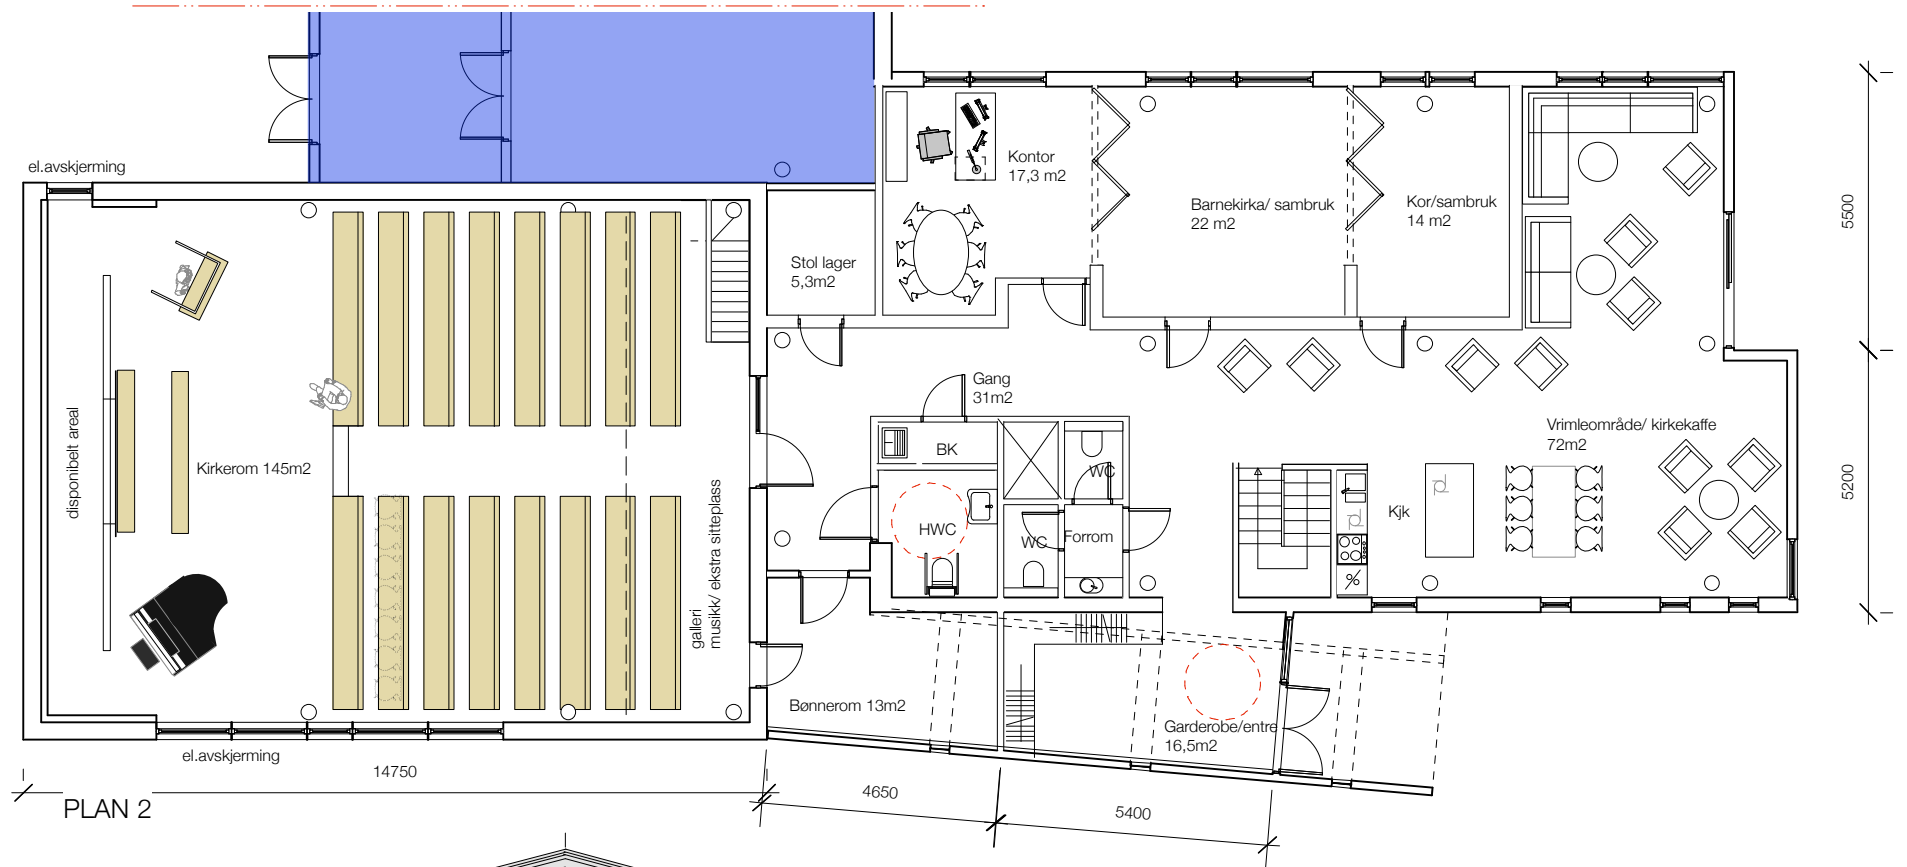 el.avskjerming
Kontor
17,3 m2
Barnekirka/ sambruk
22 m2
Kor/sambruk
14 m2
5500
Stol lager
5,3m2
Gang
31m2
disponibelt areal
Kirkerom 145m2
galleri
musikk/ ekstra sitteplass
BK
WC
HWC
WC
Forrom
Kjk
%
Vrimleområde/ kirkekaffe
72m2
5200
Bønnerom 13m2
Garderobe/entre
16,5m2
el.avskjerming
14750
4650
5400
PLAN 2